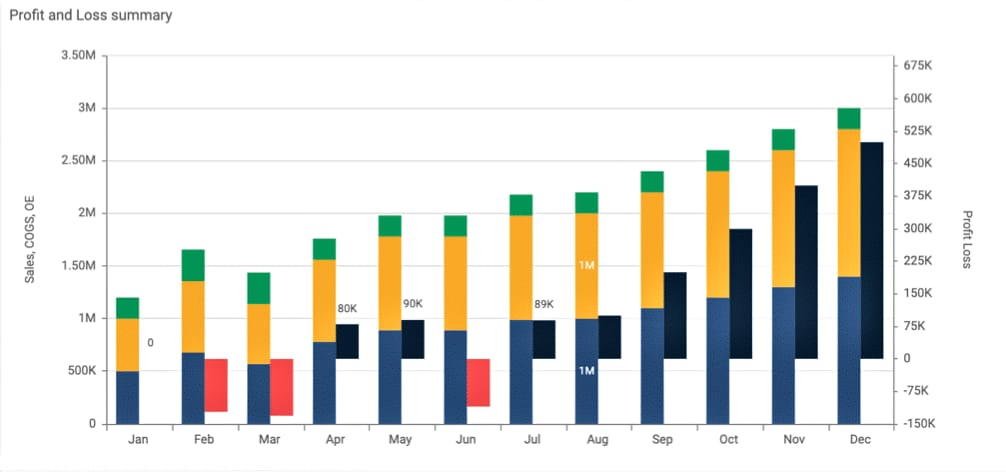 Profit and Loss summary
3.50M
3M
2.50M
2M
1.50M
1M
500K
0
Sales, COGS, OE
675K
600K
525K
450K
375K
300K
225K
150K
75K
0
-75K
-150K
Profit Loss
0
80K
90K
89K
1M
1M
Jan Feb Mar Apr May Jun Jul Aug Sep Oct Nov Dec